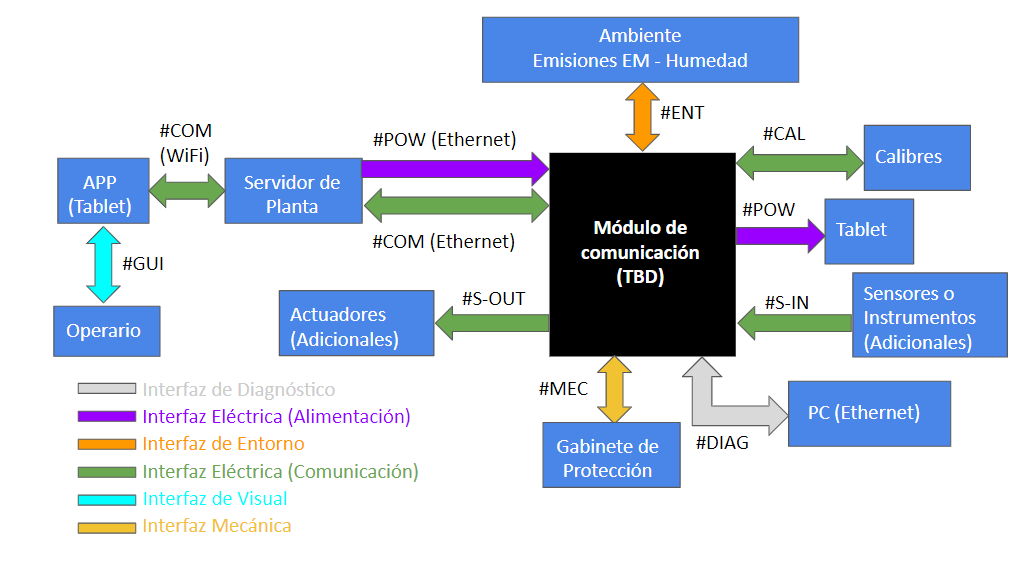 Ambiente
Emisiones EM - Humedad
#ENT
#COM
(WiFi)
#POW (Ethernet)
#CAL
Calibres
APP
(Tablet)
Servidor de
Planta
#COM (Ethernet)
Módulo de
comunicación
(TBD)
#POW
Tablet
#GUI
Operario
Actuadores
(Adicionales)
#S-OUT
#S-IN
Sensores o
Instrumentos
(Adicionales)
#MEC
Gabinete de
Protección
#DIAG
PC (Ethernet)
Interfaz de Diagnóstico
Interfaz Eléctrica (Alimentación)
Interfaz de Entorno
Interfaz Eléctrica (Comunicación)
Interfaz de Visual
Interfaz Mecánica